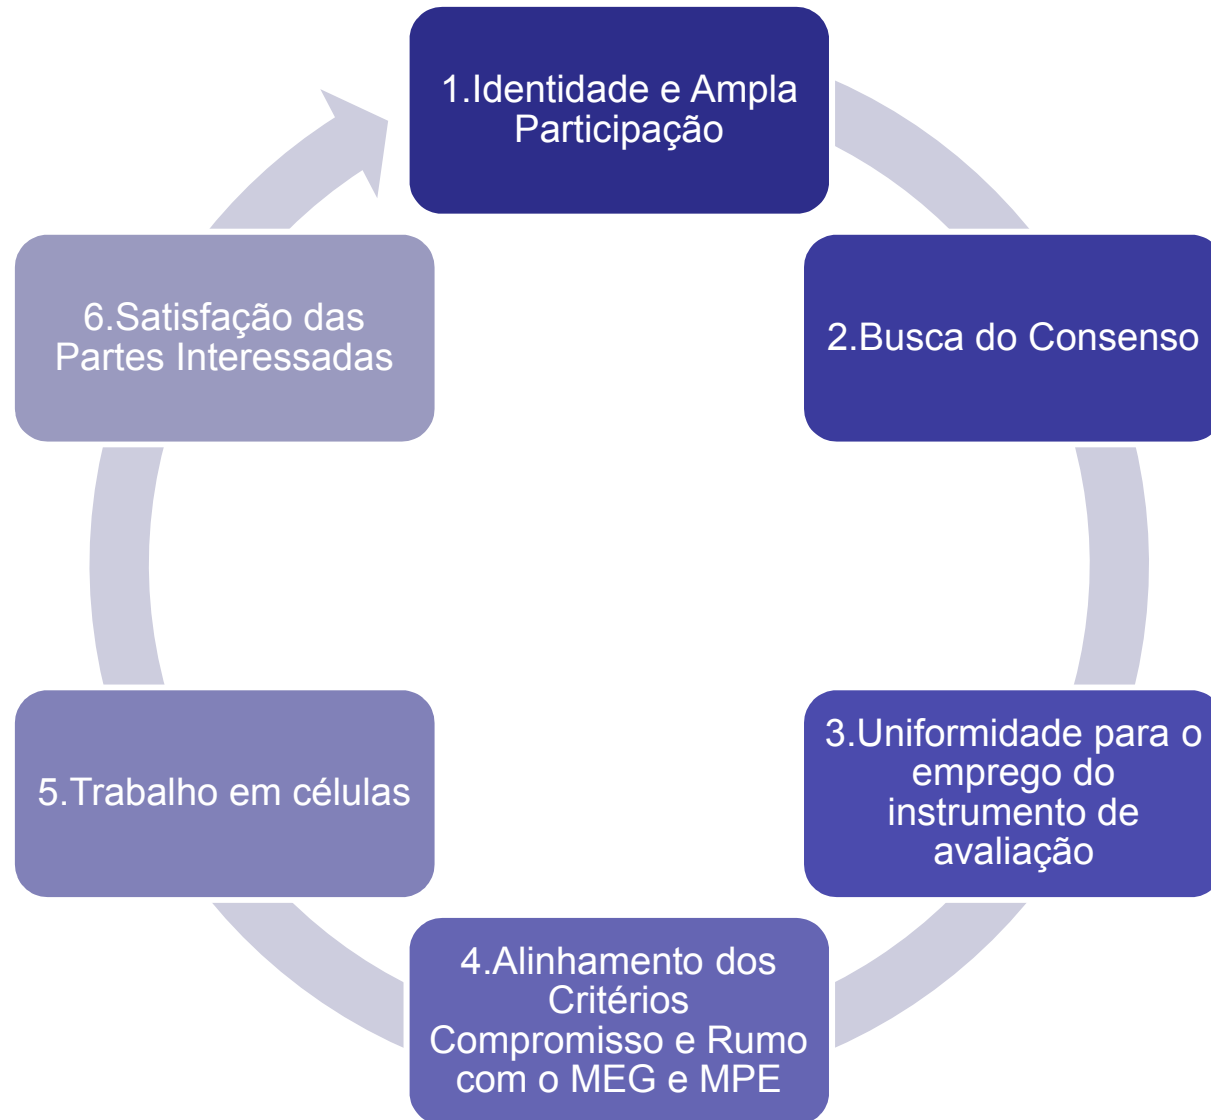 1.Identidade e Ampla
Participação
2.Busca do Consenso
3.Uniformidade para o
emprego do
instrumento de
avaliação
4.Alinhamento dos
Critérios
Compromisso e Rumo
com o MEG e MPE
5.Trabalho em células
6.Satisfação das
Partes Interessadas